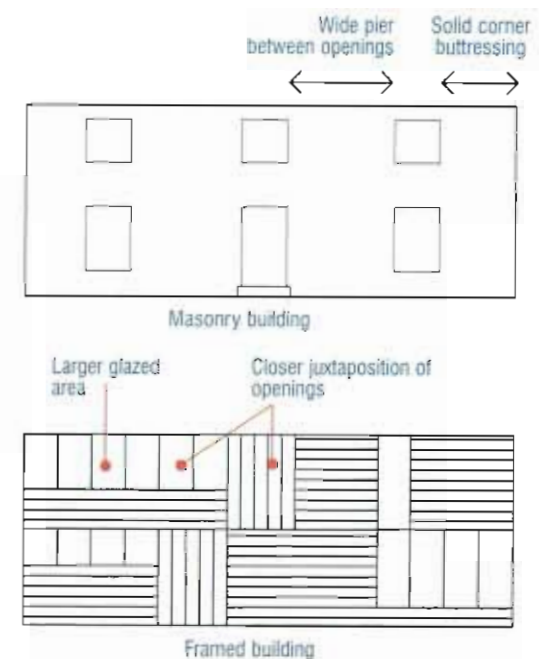 Wide pier
between openings
Solid corner
buttressing
Masonry building
Larger glazed
area
Closer juxtaposition of
openings
Framed building